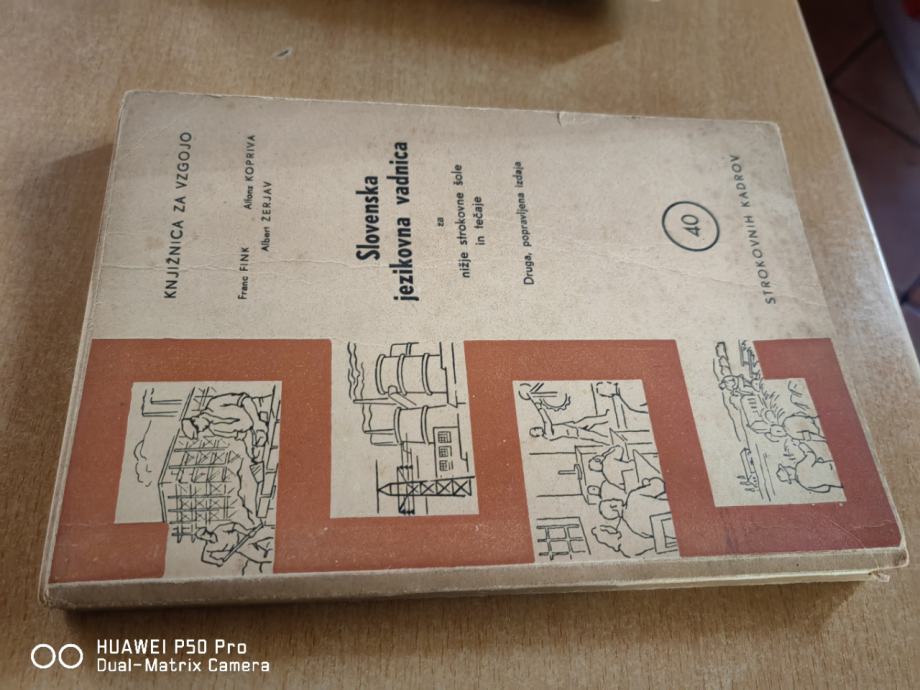 KNJIŽNICA ZA VZGOJO
Franc FINK Alfonz KOPRIVA
Albert ŽERJAV
Slovenska
jezikovna vadnica
za
nižje strokovne šole
in tečaje
Druga, popravljena izdaja
40
STROKOVNIH KADROV
HUAWEI P50 Pro
Dual-Matrix Camera